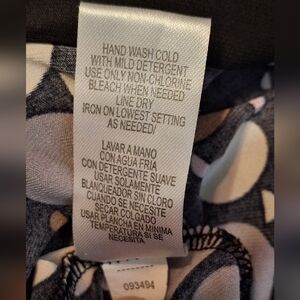 HAND WASH COLD
WITH MILD DETERGENT
USE ONLY NON-CHLORINE
BLEACH WHEN NEEDED
LINE DRY
IRON ON LOWEST SETTING
AS NEEDED/
LAVAR A MANO
CON AGUA FRIA
CON DETERGENTE SUAVE
USAR SOLAMENTE
BLANQUEADOR SIN CLORO
CUANDO SE NECESITE
SECAR COLGADO
USAR PLANCHA EN MINIMA
TEMPERATURA SI SE
NECESITA
093494